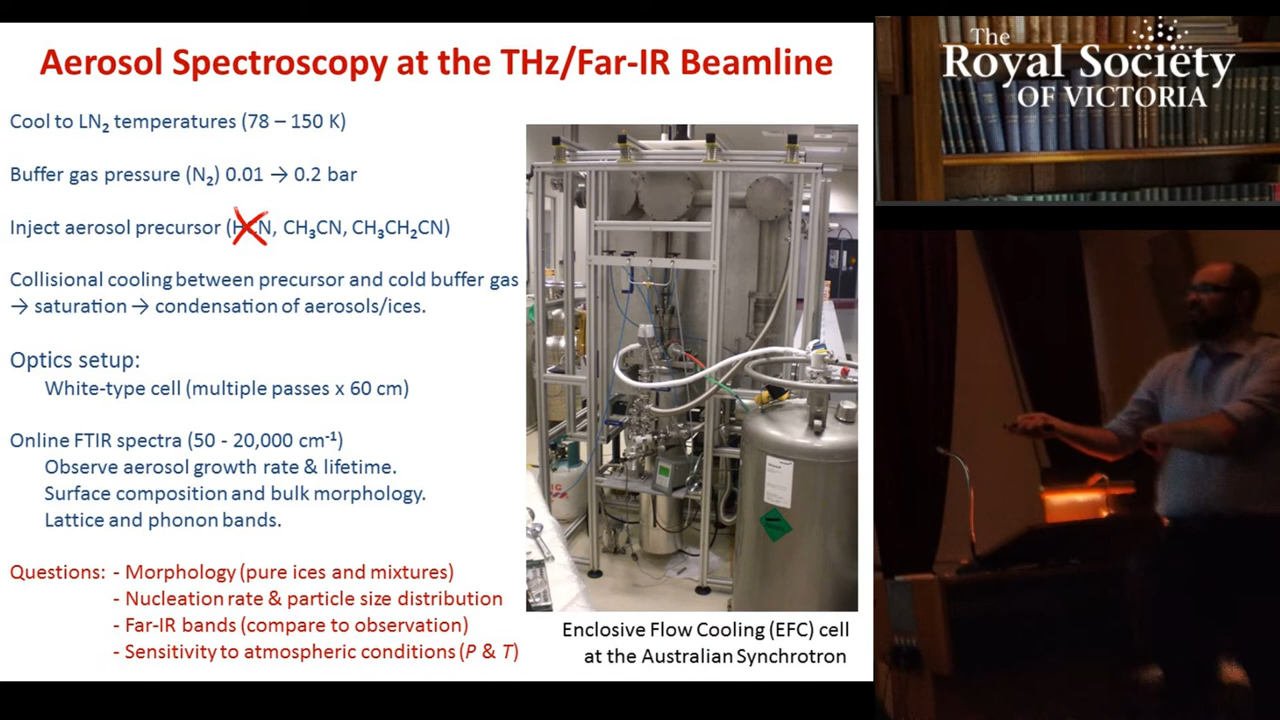 Aerosol Spectroscopy at the THz/Far-IR Beamline
Cool to LN₂ temperatures (78 – 150 K)
Buffer gas pressure (N₂) 0.01 → 0.2 bar
Inject aerosol precursor (HCN, CH₃CN, CH₃CH₂CN)
Collisional cooling between precursor and cold buffer gas
→ saturation → condensation of aerosols/ices.
Optics setup:
White-type cell (multiple passes x 60 cm)
Online FTIR spectra (50 - 20,000 cm⁻¹)
Observe aerosol growth rate & lifetime.
Surface composition and bulk morphology.
Lattice and phonon bands.
Questions: - Morphology (pure ices and mixtures)
- Nucleation rate & particle size distribution
- Far-IR bands (compare to observation)
- Sensitivity to atmospheric conditions (P & T)
Enclosive Flow Cooling (EFC) cell
at the Australian Synchrotron
The
Royal Society
OF VICTORIA